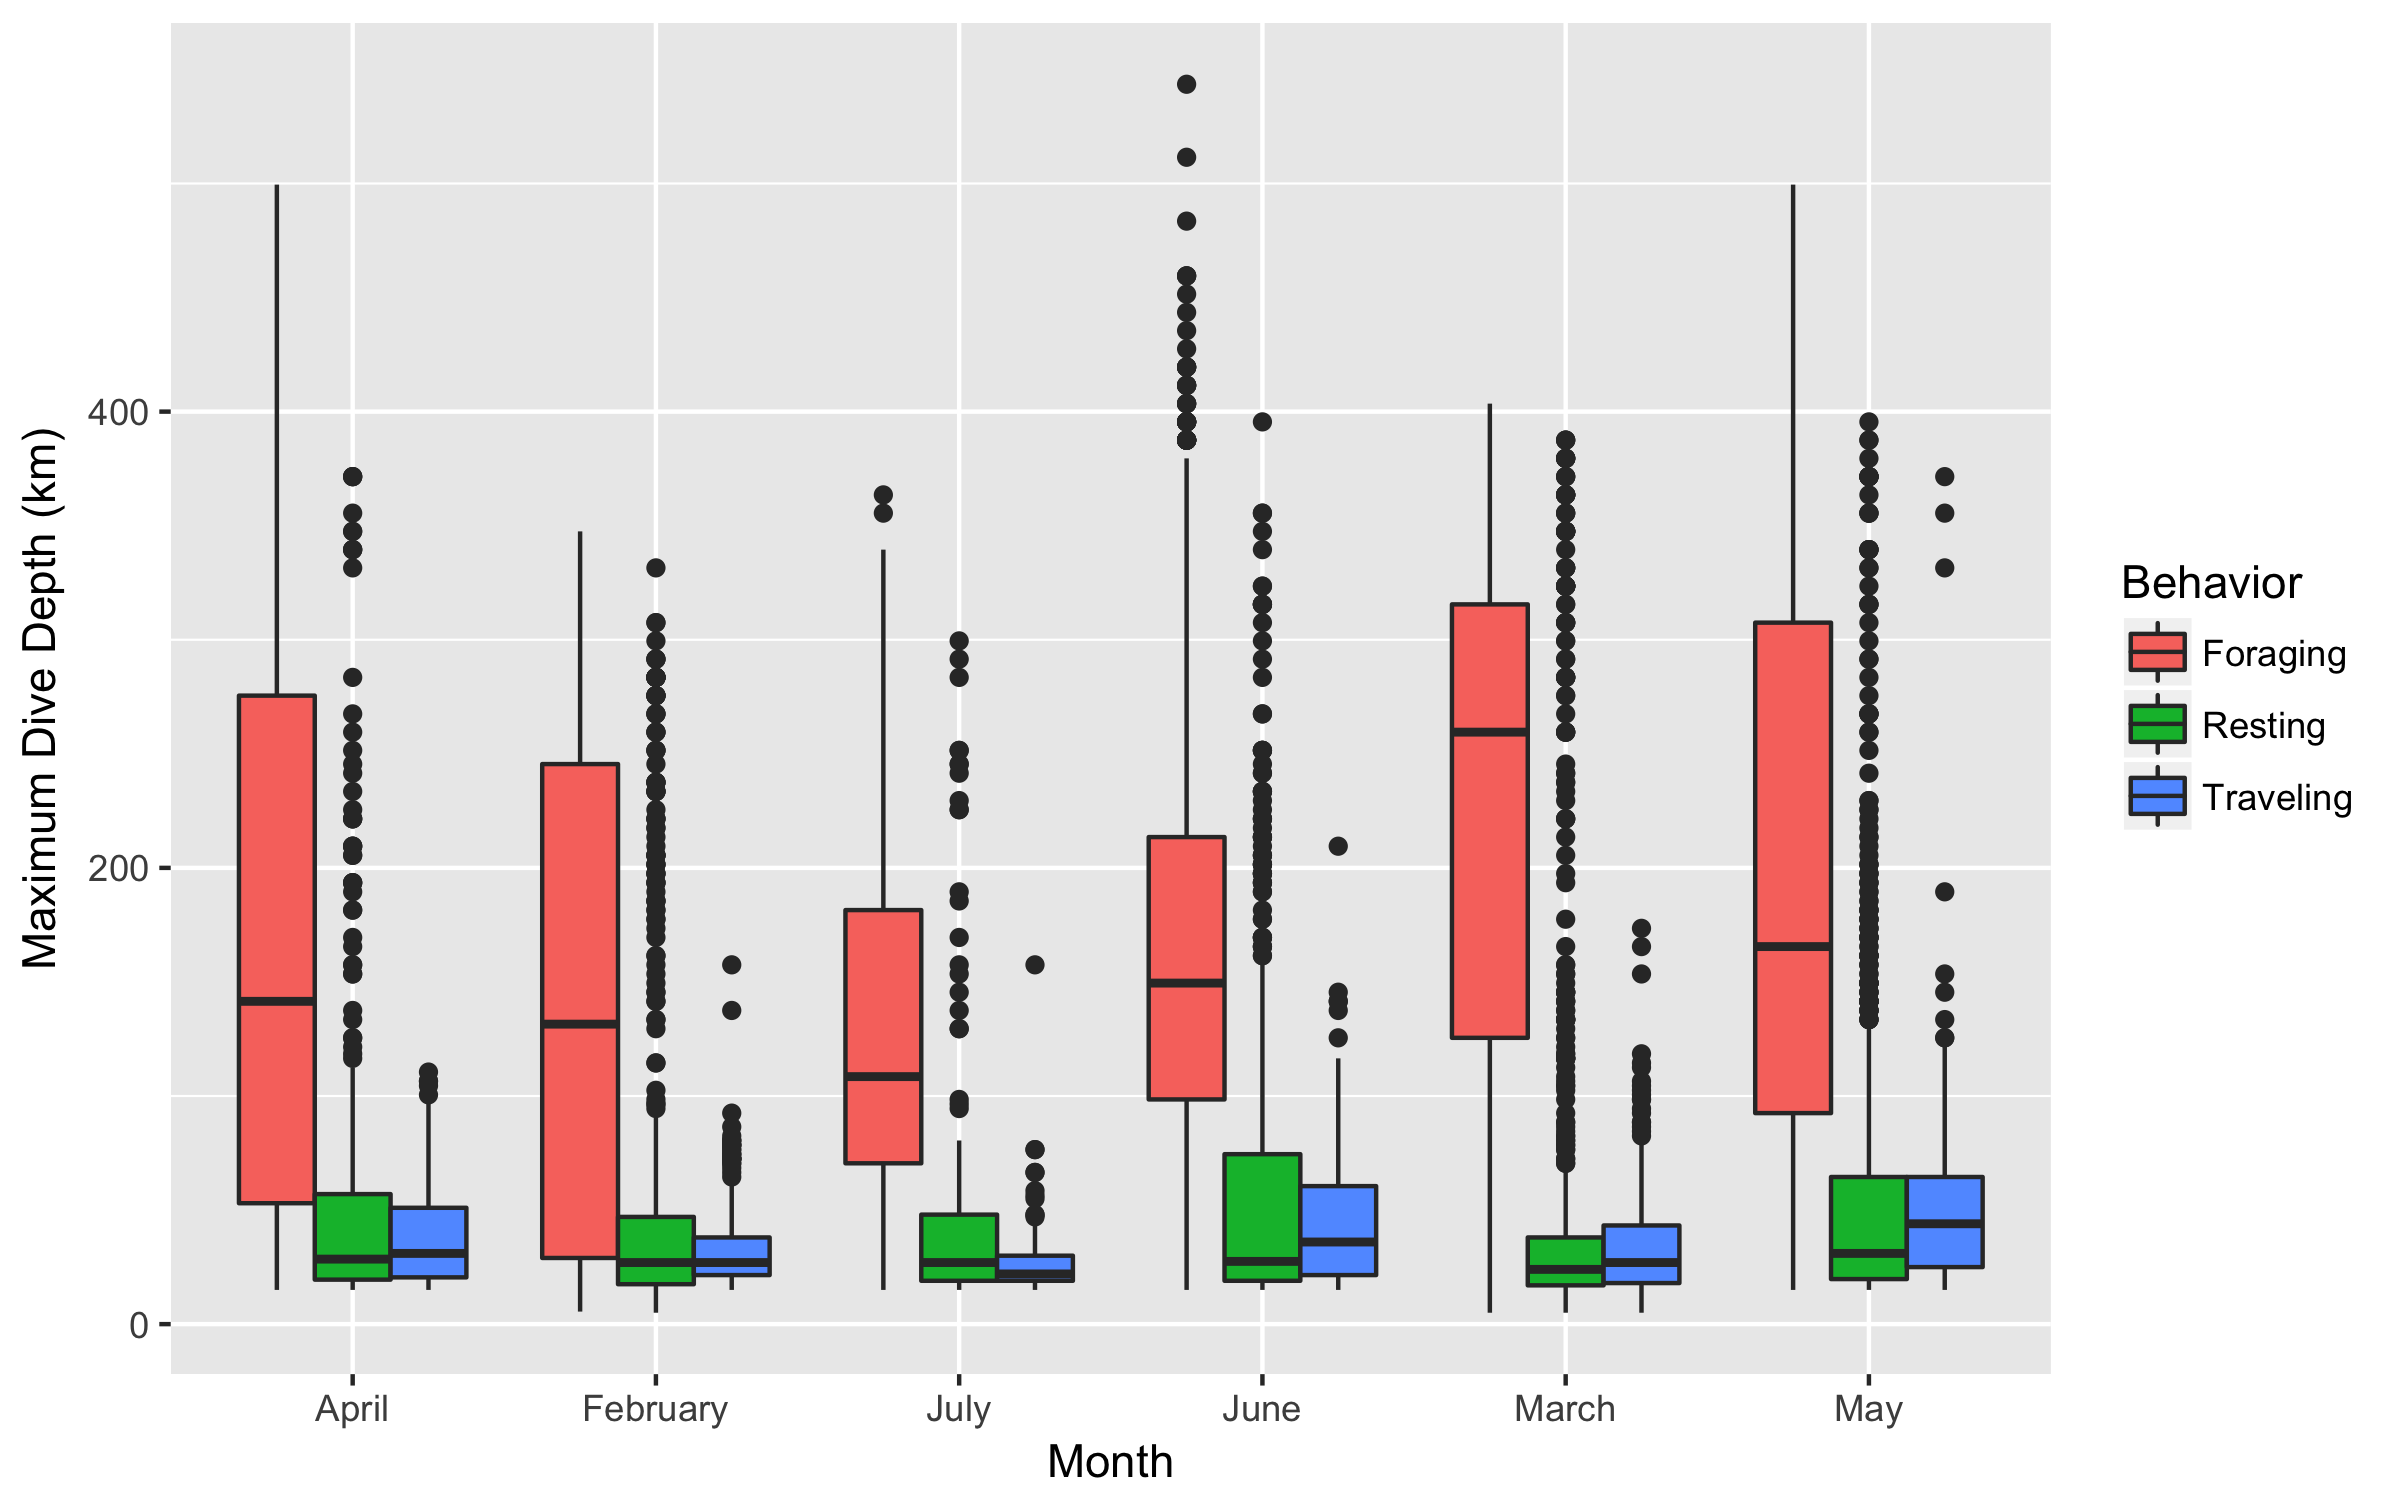 Maximum Dive Depth (km)
400
200
0
April February July June March May
Month
Behavior
Foraging
Resting
Traveling